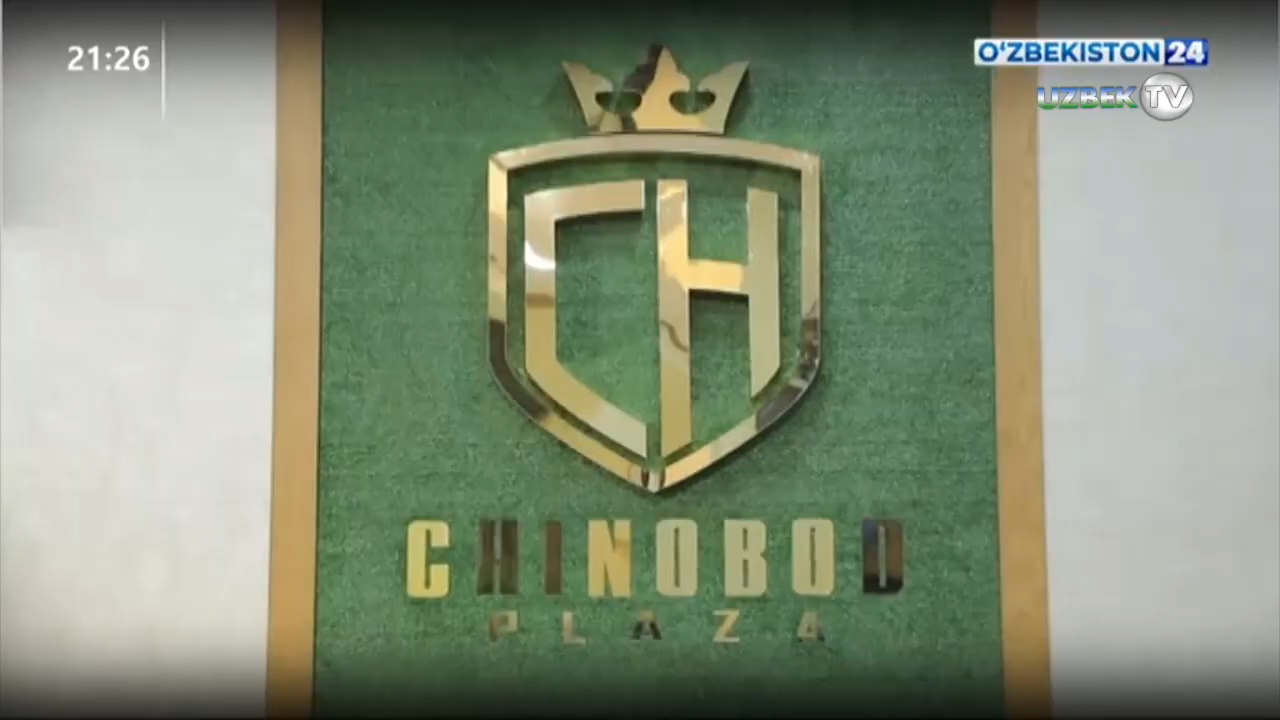 21:26
O‘ZBEKISTON 24
UZBEK TV
CH
CHINOBOD
PLAZA